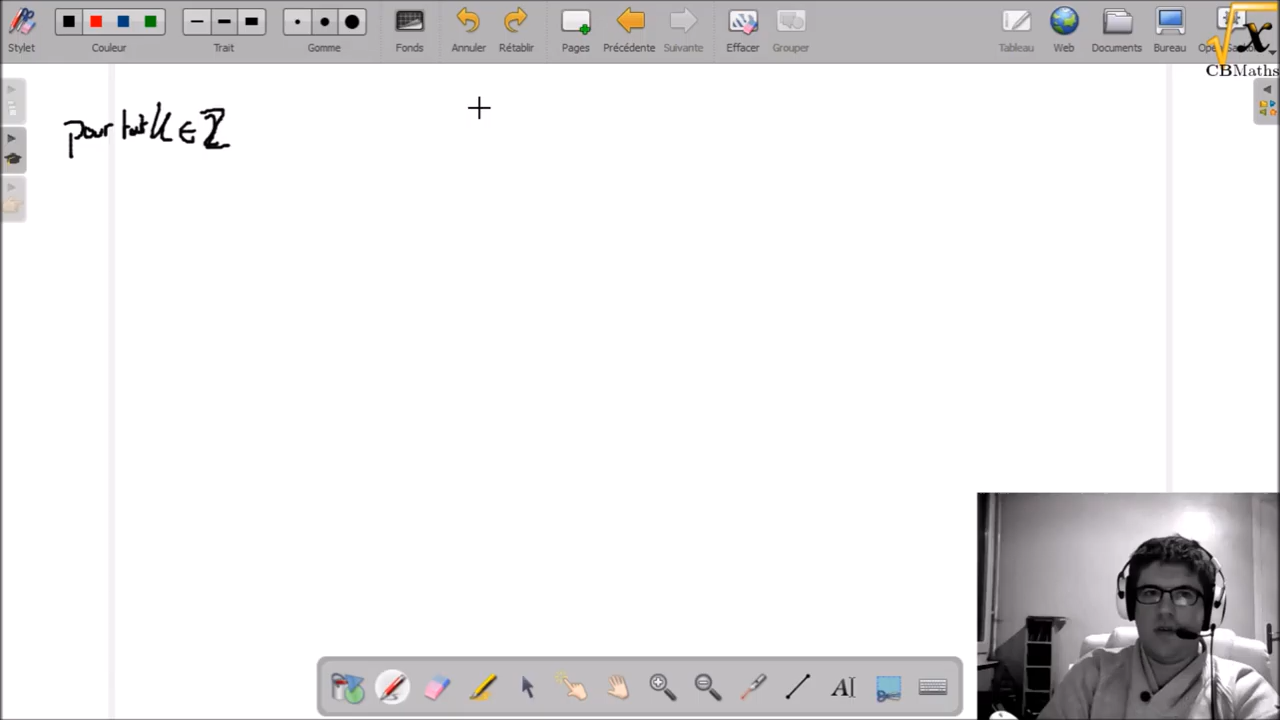 Stylet Couleur Trait Gomme Fonds Annuler Rétablir Pages Précédente Suivante Effacer Grouper Tableau Web Documents Bureau
√x
CBMaths
pour tout k ∈ ℤ